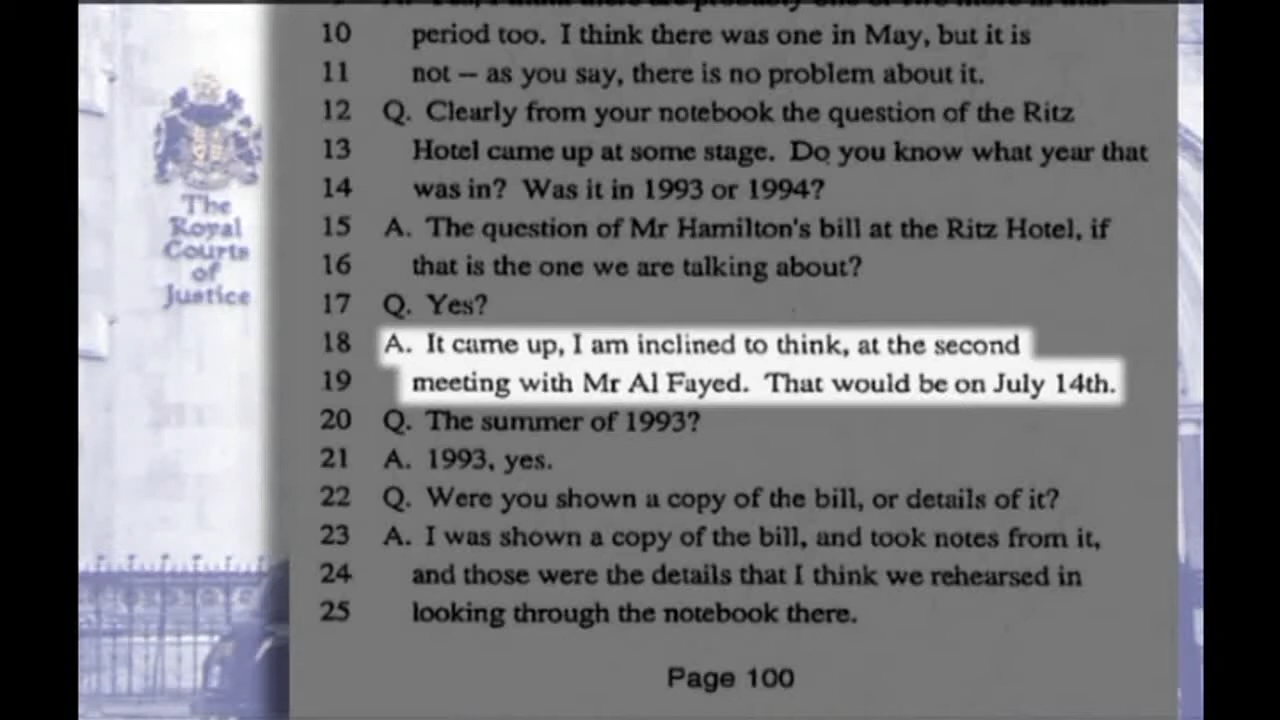 The
Royal
Courts
of
Justice
10 period too. I think there was one in May, but it is
11 not – as you say, there is no problem about it.
12 Q. Clearly from your notebook the question of the Ritz
13 Hotel came up at some stage. Do you know what year that
14 was in? Was it in 1993 or 1994?
15 A. The question of Mr Hamilton's bill at the Ritz Hotel, if
16 that is the one we are talking about?
17 Q. Yes?
18 A. It came up, I am inclined to think, at the second
19 meeting with Mr Al Fayed. That would be on July 14th.
20 Q. The summer of 1993?
21 A. 1993, yes.
22 Q. Were you shown a copy of the bill, or details of it?
23 A. I was shown a copy of the bill, and took notes from it,
24 and those were the details that I think we rehearsed in
25 looking through the notebook there.
Page 100